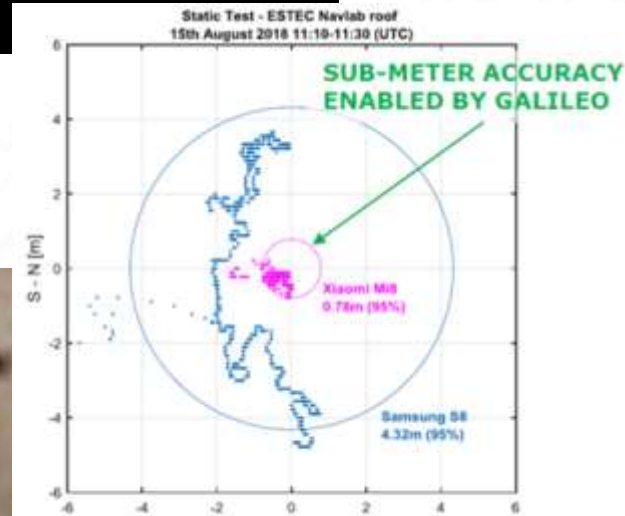 Static Test - ESTEC Navlab roof
15th August 2018 11:10-11:30 (UTC)
SUB-METER ACCURACY
ENABLED BY GALILEO
S - N [m]
6
4
2
0
-2
-4
-6
Xiaomi Mi8
0.78m (95%)
Samsung S8
4.32m (95%)
-6 -4 -2 0 2 4 6